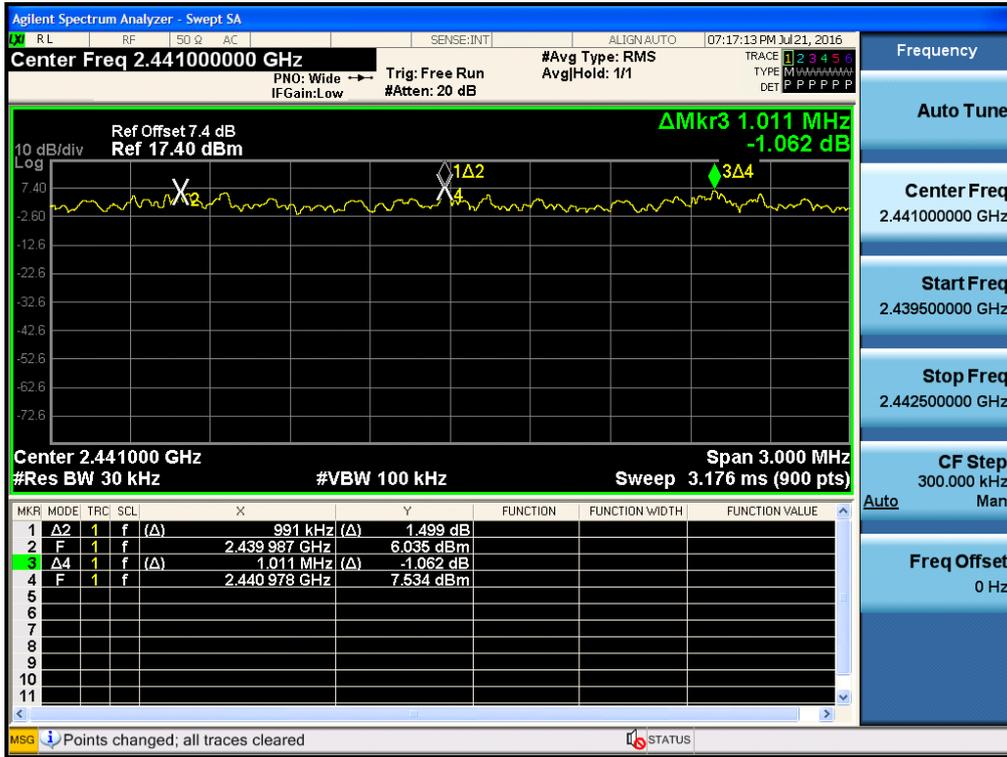 Agilent Spectrum Analyzer - Swept SA
LXI RL RF 50 Ω AC SENSE:INT ALIGN AUTO 07:17:13 PM Jul 21, 2016
Center Freq 2.441000000 GHz
PNO: Wide
IFGain:Low
Trig: Free Run
#Atten: 20 dB
#Avg Type: RMS
Avg|Hold: 1/1
TRACE 1 2 3 4 5 6
TYPE M
DET P P P P P P
Ref Offset 7.4 dB
10 dB/div Ref 17.40 dBm
ΔMkr3 1.011 MHz
-1.062 dB
Log
7.40
-2.60
-12.6
-22.6
-32.6
-42.6
-52.6
-62.6
-72.6
2
1Δ2
4
3Δ4
Center 2.441000 GHz Span 3.000 MHz
#Res BW 30 kHz #VBW 100 kHz Sweep 3.176 ms (900 pts)
MKR MODE TRC SCL X Y FUNCTION FUNCTION WIDTH FUNCTION VALUE
1 Δ2 1 f (Δ) 991 kHz (Δ) 1.499 dB
2 F 1 f 2.439 987 GHz 6.035 dBm
3 Δ4 1 f (Δ) 1.011 MHz (Δ) -1.062 dB
4 F 1 f 2.440 978 GHz 7.534 dBm
5
6
7
8
9
10
11
MSG Points changed; all traces cleared STATUS
Frequency
Auto Tune
Center Freq
2.441000000 GHz
Start Freq
2.439500000 GHz
Stop Freq
2.442500000 GHz
CF Step
300.000 kHz
Auto Man
Freq Offset
0 Hz